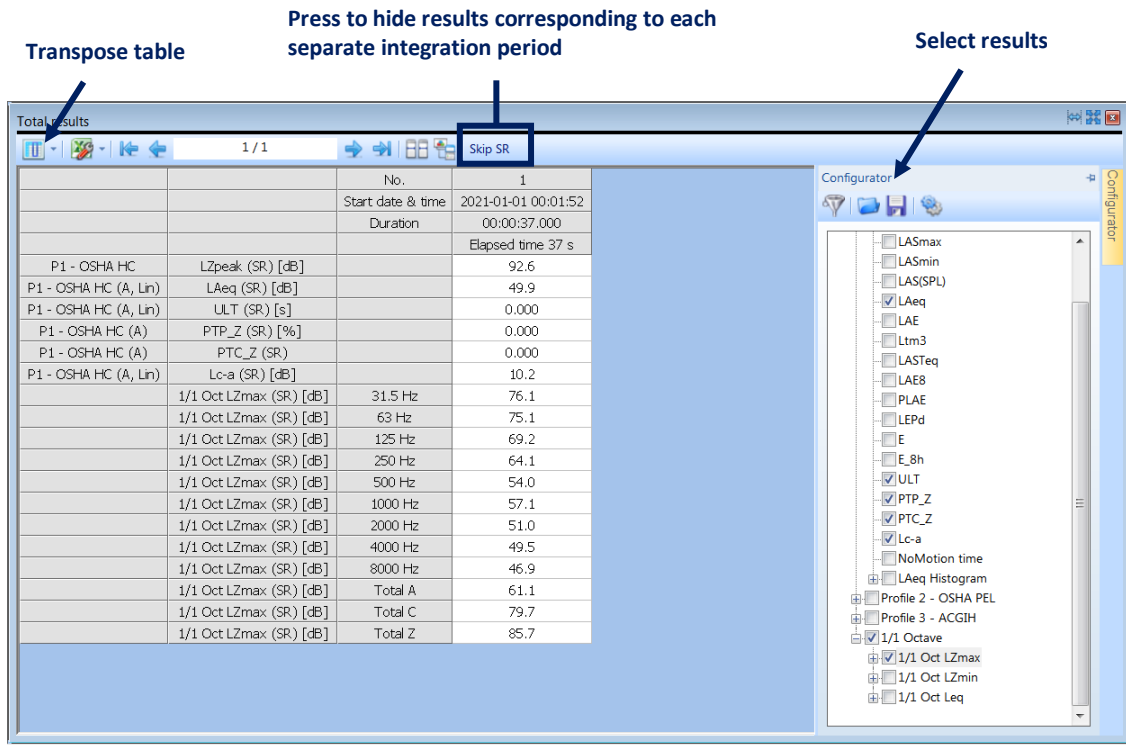 Press to hide results corresponding to each
separate integration period
Transpose table
Select results
Total results
1 / 1
Skip SR
No. 1
Start date & time 2021-01-01 00:01:52
Duration 00:00:37.000
Elapsed time 37 s
P1 - OSHA HC LZpeak (SR) [dB] 92.6
P1 - OSHA HC (A, Lin) LAeq (SR) [dB] 49.9
P1 - OSHA HC (A, Lin) ULT (SR) [s] 0.000
P1 - OSHA HC (A) PTP_Z (SR) [%] 0.000
P1 - OSHA HC (A) PTC_Z (SR) 0.000
P1 - OSHA HC (A, Lin) Lc-a (SR) [dB] 10.2
1/1 Oct LZmax (SR) [dB] 31.5 Hz 76.1
1/1 Oct LZmax (SR) [dB] 63 Hz 75.1
1/1 Oct LZmax (SR) [dB] 125 Hz 69.2
1/1 Oct LZmax (SR) [dB] 250 Hz 64.1
1/1 Oct LZmax (SR) [dB] 500 Hz 54.0
1/1 Oct LZmax (SR) [dB] 1000 Hz 57.1
1/1 Oct LZmax (SR) [dB] 2000 Hz 51.0
1/1 Oct LZmax (SR) [dB] 4000 Hz 49.5
1/1 Oct LZmax (SR) [dB] 8000 Hz 46.9
1/1 Oct LZmax (SR) [dB] Total A 61.1
1/1 Oct LZmax (SR) [dB] Total C 79.7
1/1 Oct LZmax (SR) [dB] Total Z 85.7
Configurator
Configurator
LASmax
LASmin
LAS(SPL)
LAeq
LAE
Ltm3
LASTeq
LAE8
PLAE
LEPd
E
E_8h
ULT
PTP_Z
PTC_Z
Lc-a
NoMotion time
LAeq Histogram
Profile 2 - OSHA PEL
Profile 3 - ACGIH
1/1 Octave
1/1 Oct LZmax
1/1 Oct LZmin
1/1 Oct Leq